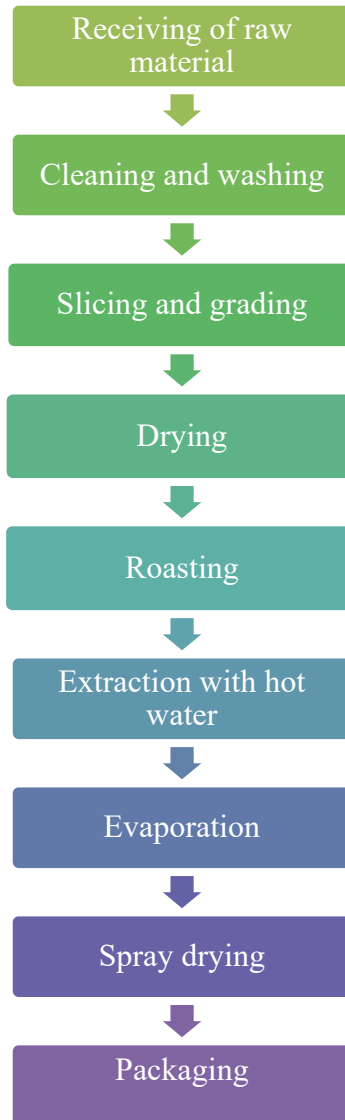 Receiving of raw
material
Cleaning and washing
Slicing and grading
Drying
Roasting
Extraction with hot
water
Evaporation
Spray drying
Packaging